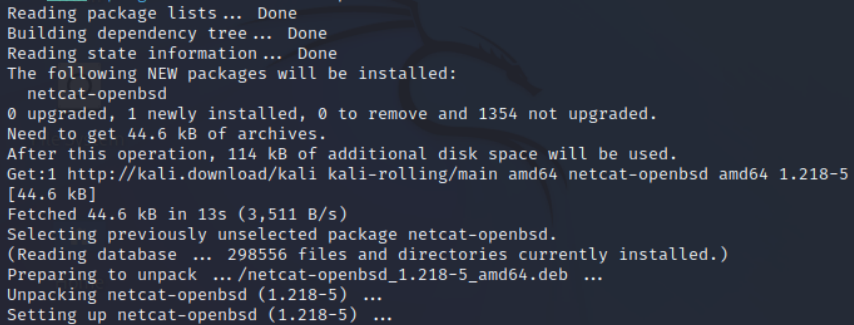 Reading package lists... Done
Building dependency tree... Done
Reading state information... Done
The following NEW packages will be installed:
  netcat-openbsd
0 upgraded, 1 newly installed, 0 to remove and 1354 not upgraded.
Need to get 44.6 kB of archives.
After this operation, 114 kB of additional disk space will be used.
Get:1 http://kali.download/kali kali-rolling/main amd64 netcat-openbsd amd64 1.218-5
[44.6 kB]
Fetched 44.6 kB in 13s (3,511 B/s)
Selecting previously unselected package netcat-openbsd.
(Reading database ... 298556 files and directories currently installed.)
Preparing to unpack .../netcat-openbsd_1.218-5_amd64.deb ...
Unpacking netcat-openbsd (1.218-5) ...
Setting up netcat-openbsd (1.218-5) ...